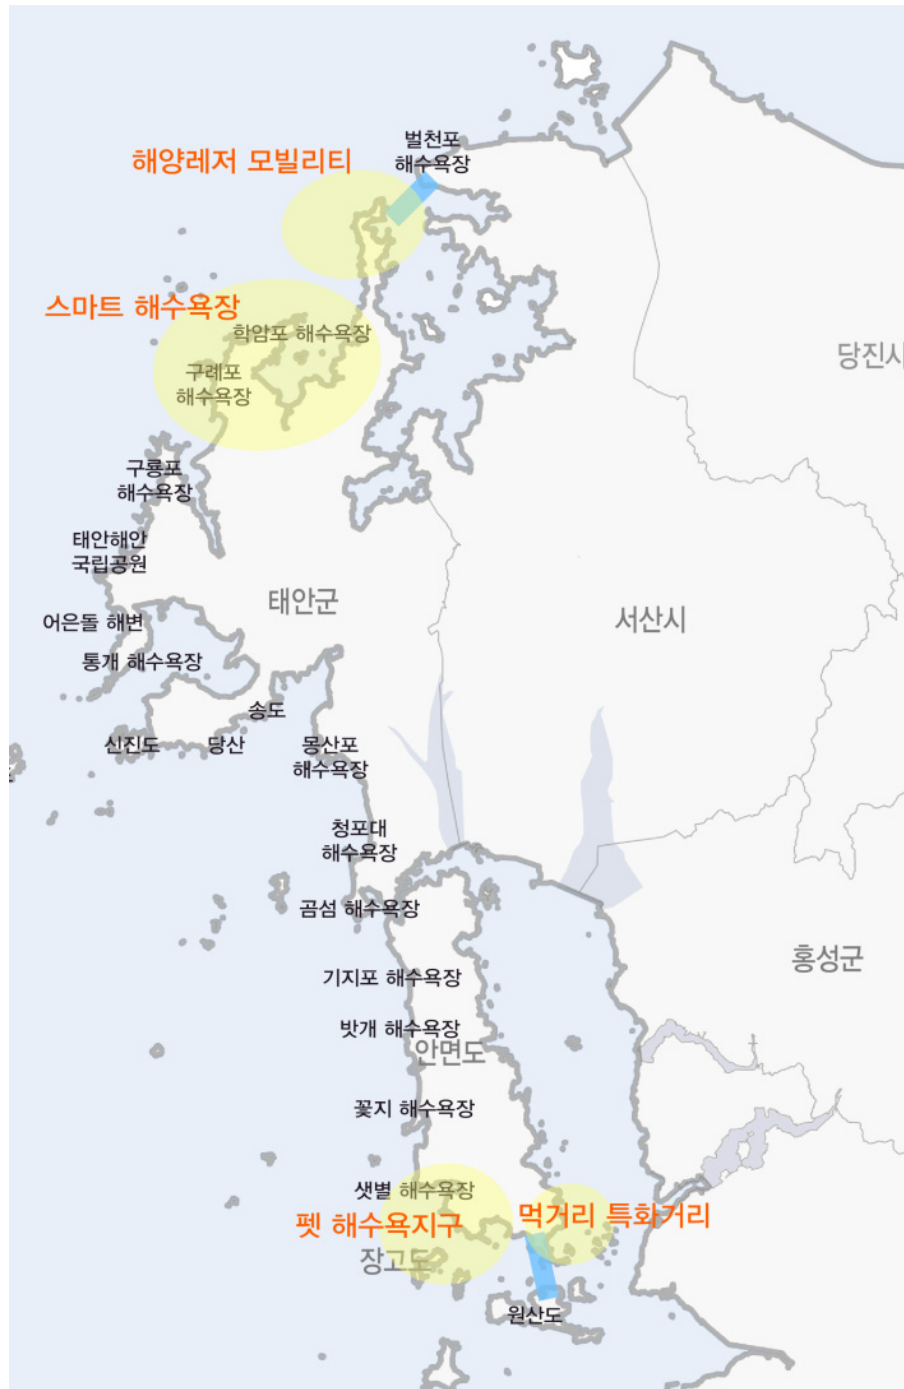 벌천포
해수욕장
해양레저 모빌리티
스마트 해수욕장
학암포 해수욕장
당진시
구례포
해수욕장
구룡포
해수욕장
태안해안
국립공원
태안군
서산시
어은돌 해변
통개 해수욕장
송도
신진도
당산
몽산포
해수욕장
청포대
해수욕장
곰섬 해수욕장
홍성군
기지포 해수욕장
밧개 해수욕장
안면도
꽃지 해수욕장
샛별 해수욕장
펫 해수욕지구
먹거리 특화거리
장고도
원산도